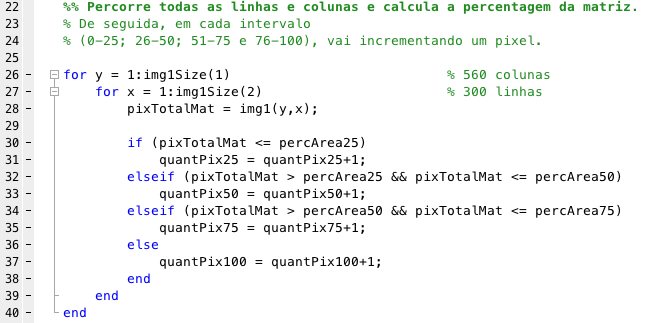 22 %% Percorre todas as linhas e colunas e calcula a percentagem da matriz.
23 % De seguida, em cada intervalo
24 % (0-25; 26-50; 51-75 e 76-100), vai incrementando um pixel.
25
26 - for y = 1:img1Size(1) % 560 colunas
27 - for x = 1:img1Size(2) % 300 linhas
28 - pixTotalMat = img1(y,x);
29
30 - if (pixTotalMat <= percArea25)
31 - quantPix25 = quantPix25+1;
32 - elseif (pixTotalMat > percArea25 && pixTotalMat <= percArea50)
33 - quantPix50 = quantPix50+1;
34 - elseif (pixTotalMat > percArea50 && pixTotalMat <= percArea75)
35 - quantPix75 = quantPix75+1;
36 - else
37 - quantPix100 = quantPix100+1;
38 - end
39 - end
40 - end